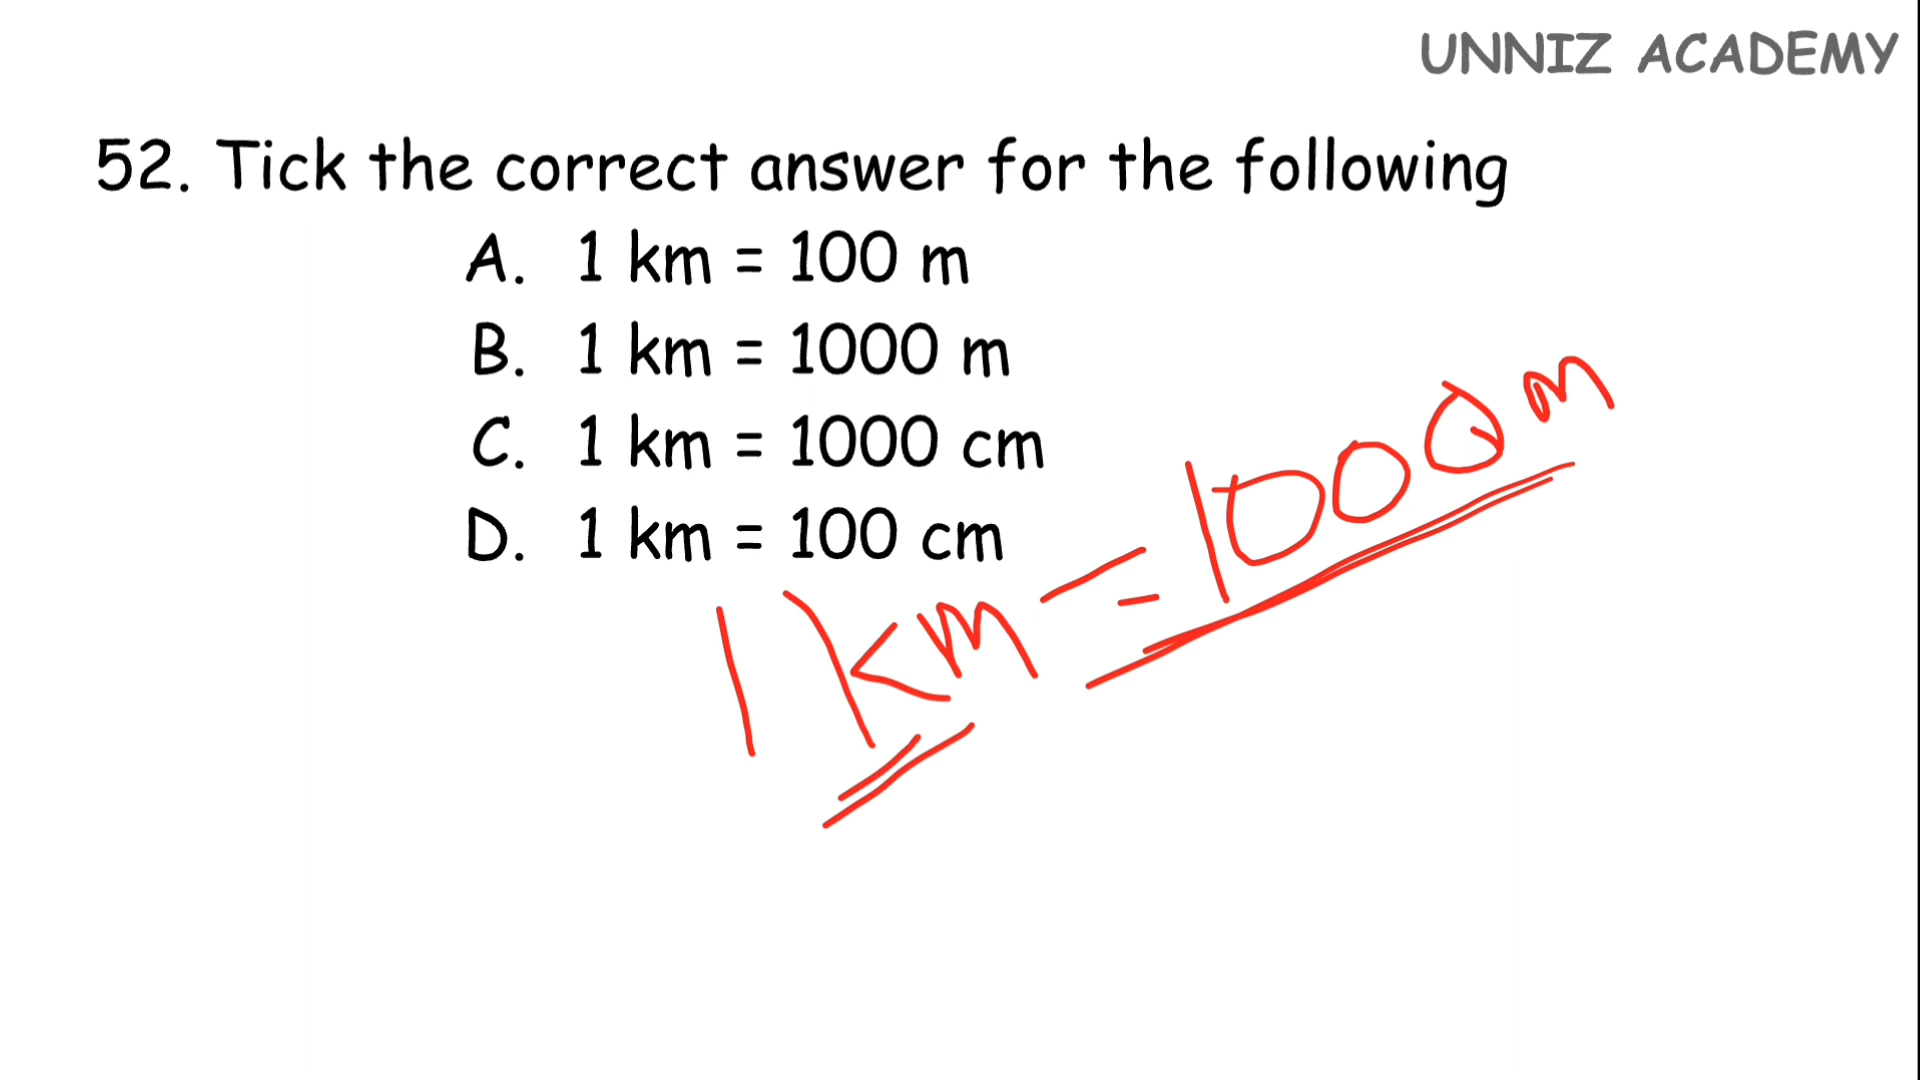 UNNIZ ACADEMY
52. Tick the correct answer for the following
A. 1 km = 100 m
B. 1 km = 1000 m
C. 1 km = 1000 cm
D. 1 km = 100 cm
1 km = 1000 m